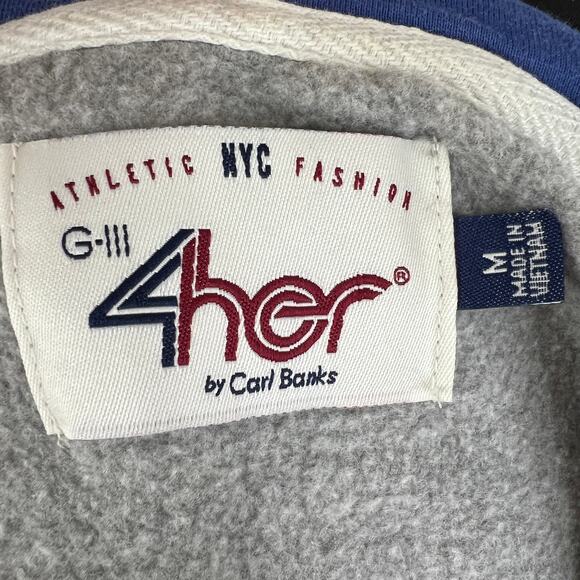 ATHLETIC NYC FASHION
G-III
4her®
by Carl Banks
M
MADE IN
VIETNAM